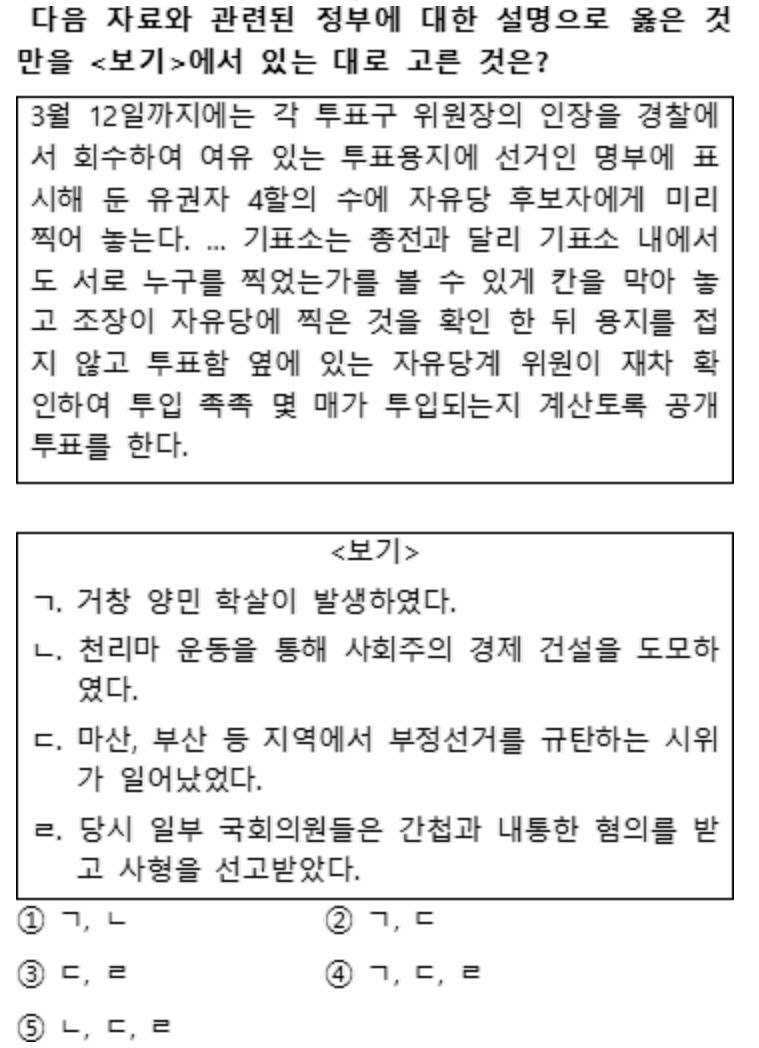 다음 자료와 관련된 정부에 대한 설명으로 옳은 것
만을 <보기>에서 있는 대로 고른 것은?
3월 12일까지에는 각 투표구 위원장의 인장을 경찰에
서 회수하여 여유 있는 투표용지에 선거인 명부에 표
시해 둔 유권자 4할의 수에 자유당 후보자에게 미리
찍어 놓는다. ... 기표소는 종전과 달리 기표소 내에서
도 서로 누구를 찍었는가를 볼 수 있게 칸을 막아 놓
고 조장이 자유당에 찍은 것을 확인 한 뒤 용지를 접
지 않고 투표함 옆에 있는 자유당계 위원이 재차 확
인하여 투입 족족 몇 매가 투입되는지 계산토록 공개
투표를 한다.
<보기>
ㄱ. 거창 양민 학살이 발생하였다.
ㄴ. 천리마 운동을 통해 사회주의 경제 건설을 도모하
였다.
ㄷ. 마산, 부산 등 지역에서 부정선거를 규탄하는 시위
가 일어났었다.
ㄹ. 당시 일부 국회의원들은 간첩과 내통한 혐의를 받
고 사형을 선고받았다.
① ㄱ, ㄴ ② ㄱ, ㄷ
③ ㄷ, ㄹ ④ ㄱ, ㄷ, ㄹ
⑤ ㄴ, ㄷ, ㄹ